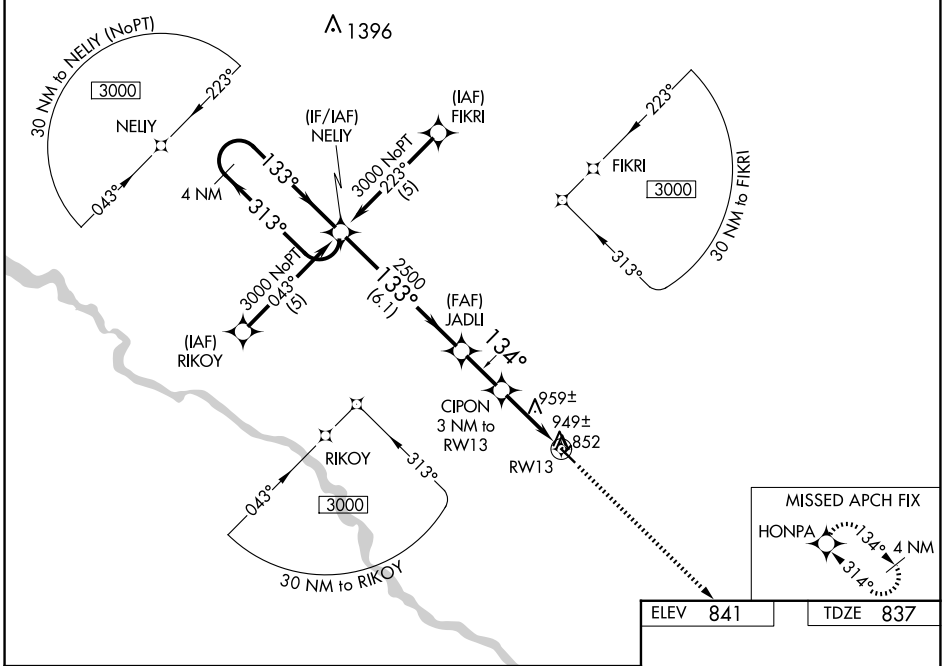 1396
30 NM to NELIY (NoPT)
3000
223°
NELIY
043°
(IF/IAF)
NELIY
(IAF)
FIKRI
3000 NoPT
223°
(5)
4 NM
133°
313°
3000 NoPT
043°
(5)
(IAF)
RIKOY
2500
133°
(6.1)
(FAF)
JADLI
134°
CIPON
3 NM to
RW13
959±
949±
852
RW13
223°
FIKRI
3000
313°
30 NM to FIKRI
RIKOY
043°
313°
3000
30 NM to RIKOY
MISSED APCH FIX
HONPA
134°
4 NM
314°
ELEV 841
TDZE 837